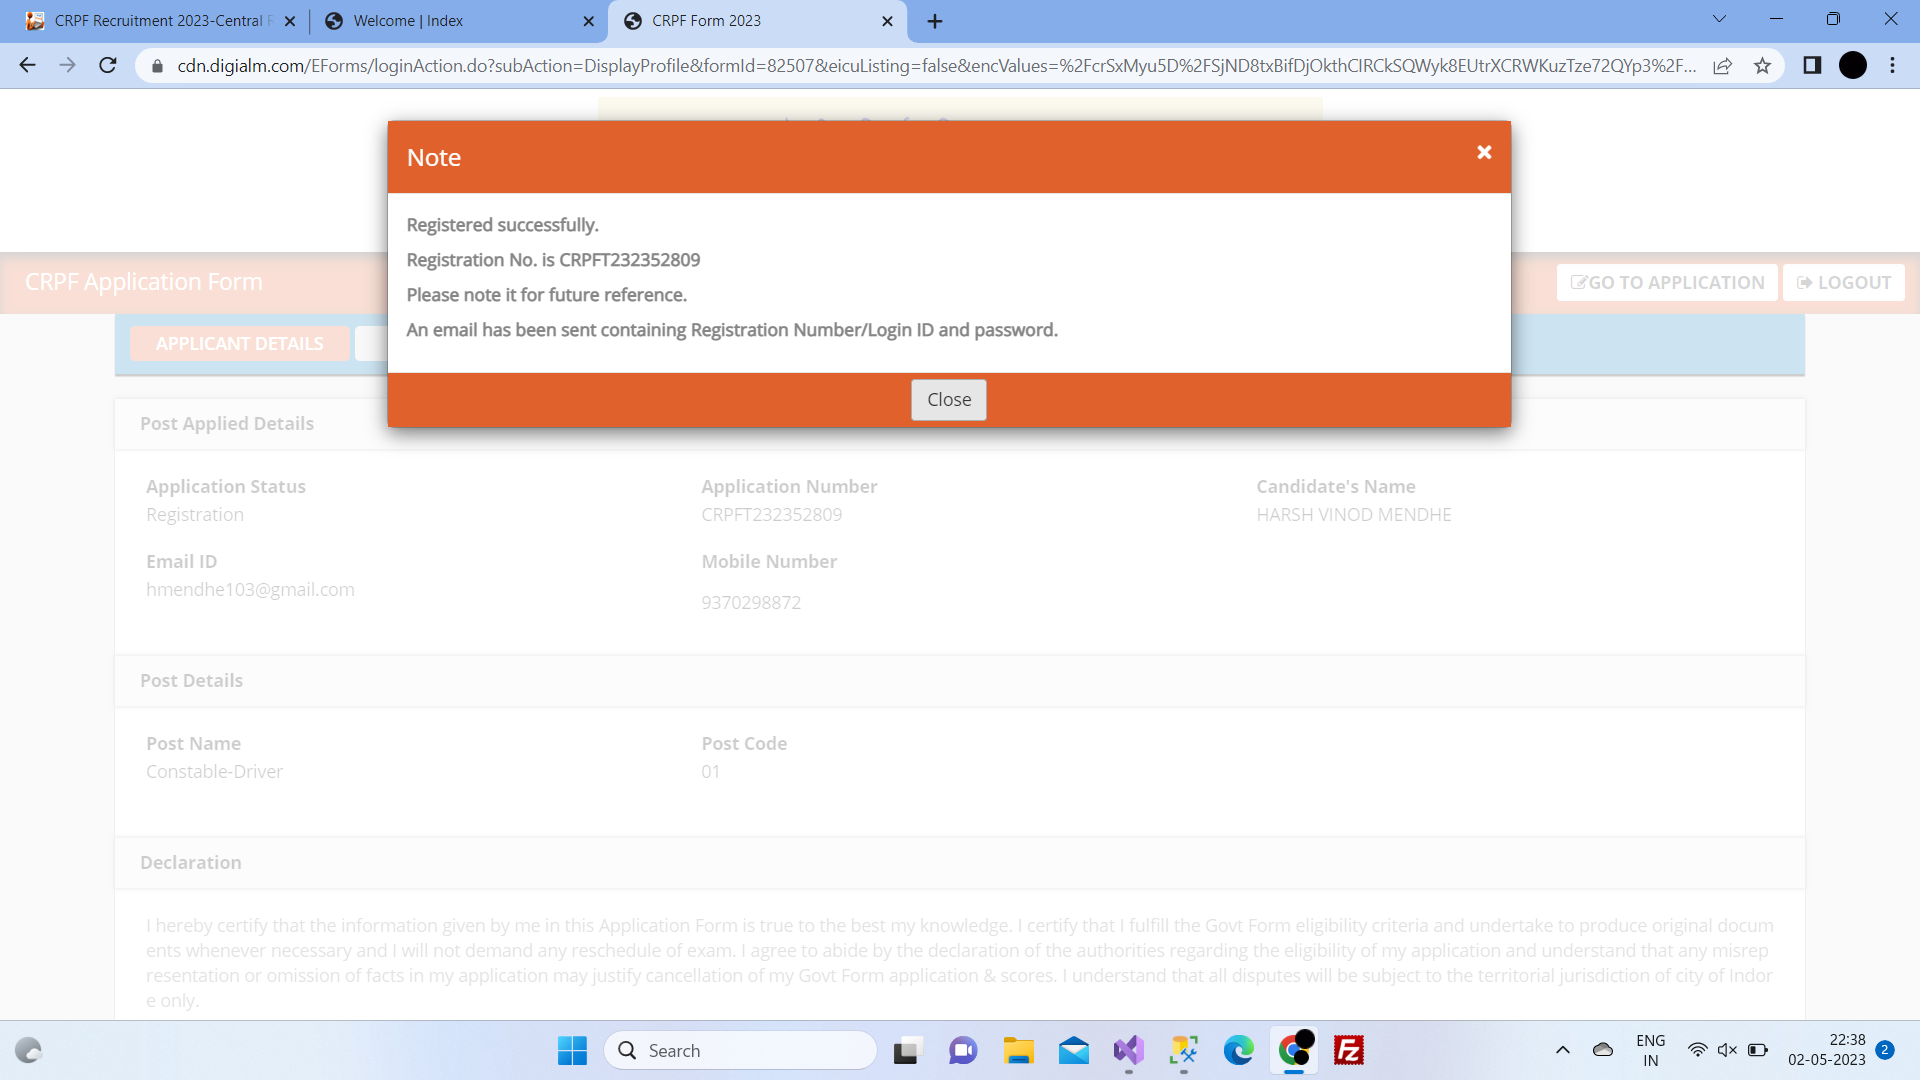 CRPF Recruitment 2023-Central
Welcome | Index
CRPF Form 2023
cdn.digialm.com/EForms/loginAction.do?subAction=DisplayProfile&formId=82507&eicuListing=false&encValues=%2FcrSxMyu5D%2FSjND8txBifDjOkthCIRCkSQWyk8EUtrXCRWKuzTze72QYp3%2F...
Note
Registered successfully.
Registration No. is CRPFT232352809
Please note it for future reference.
An email has been sent containing Registration Number/Login ID and password.
Close
CRPF Application Form
GO TO APPLICATION
LOGOUT
APPLICANT DETAILS
Post Applied Details
Application Status
Registration
Application Number
CRPFT232352809
Candidate's Name
HARSH VINOD MENDHE
Email ID
hmendhe103@gmail.com
Mobile Number
9370298872
Post Details
Post Name
Constable-Driver
Post Code
01
Declaration
I hereby certify that the information given by me in this Application Form is true to the best my knowledge. I certify that I fulfill the Govt Form eligibility criteria and undertake to produce original docum
ents whenever necessary and I will not demand any reschedule of exam. I agree to abide by the declaration of the authorities regarding the eligibility of my application and understand that any misrep
resentation or omission of facts in my application may justify cancellation of my Govt Form application & scores. I understand that all disputes will be subject to the territorial jurisdiction of city of Indor
e only.
Search
ENG
IN
22:38
02-05-2023
2